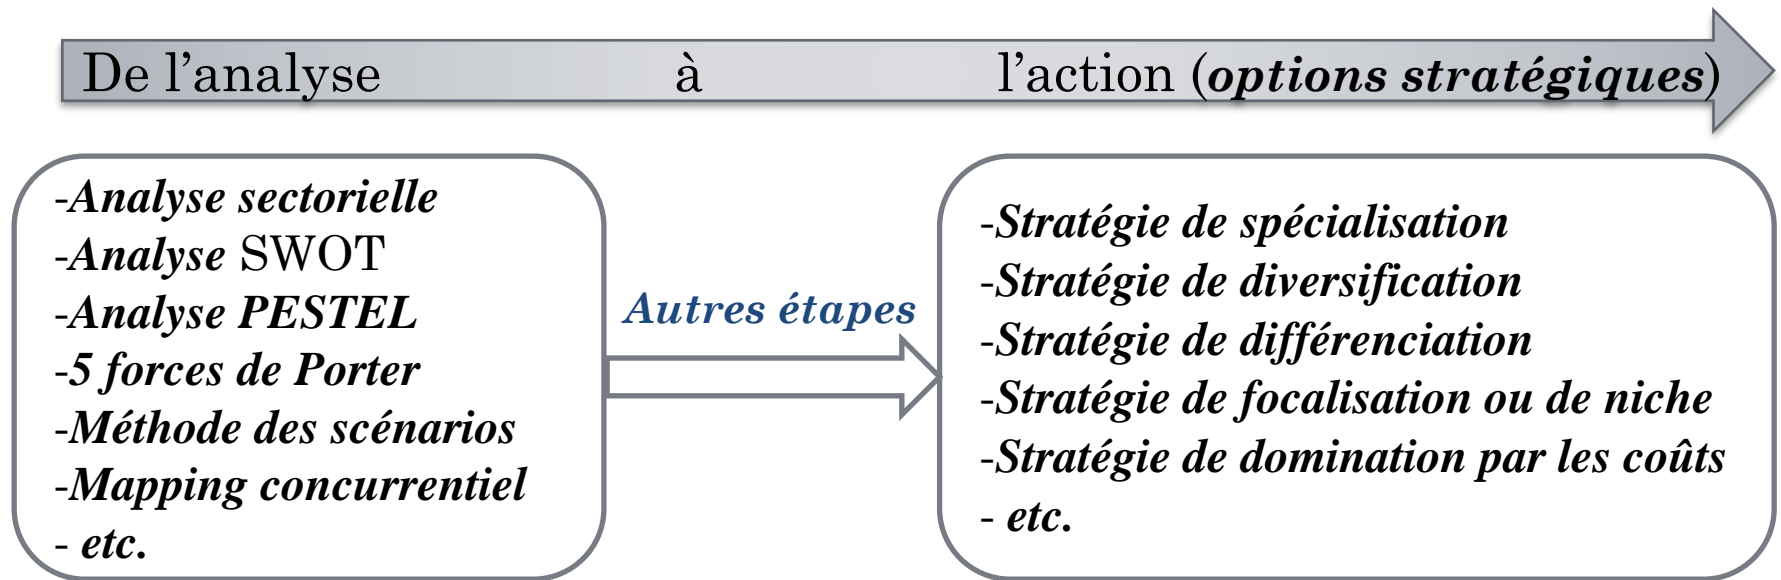 De l’analyse à l’action (options stratégiques)
-Analyse sectorielle
-Analyse SWOT
-Analyse PESTEL
-5 forces de Porter
-Méthode des scénarios
-Mapping concurrentiel
- etc.
Autres étapes
-Stratégie de spécialisation
-Stratégie de diversification
-Stratégie de différenciation
-Stratégie de focalisation ou de niche
-Stratégie de domination par les coûts
- etc.